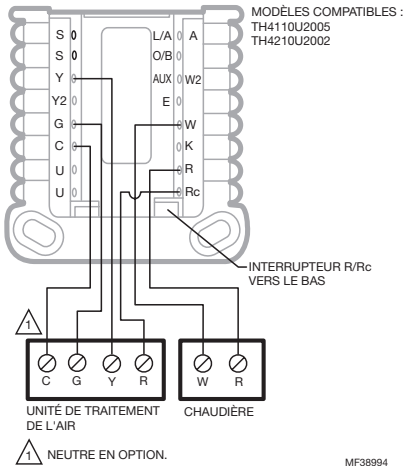 MODÈLES COMPATIBLES :
TH4110U2005
TH4210U2002
S L/A A
S O/B
Y AUX W2
Y2 E
G W
C K
U R
U Rc
INTERRUPTEUR R/Rc
VERS LE BAS
1
C G Y R W R
UNITÉ DE TRAITEMENT
DE L'AIR
CHAUDIÈRE
1 NEUTRE EN OPTION.
MF38994